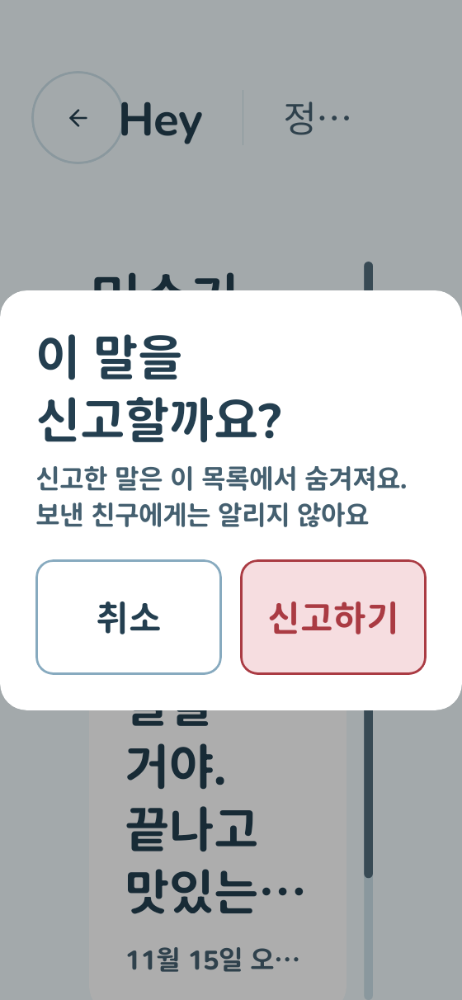 Hey
정…
이 말을
신고할까요?
신고한 말은 이 목록에서 숨겨져요.
보낸 친구에게는 알리지 않아요
취소
신고하기
거야.
끝나고
맛있는…
11월 15일 오…